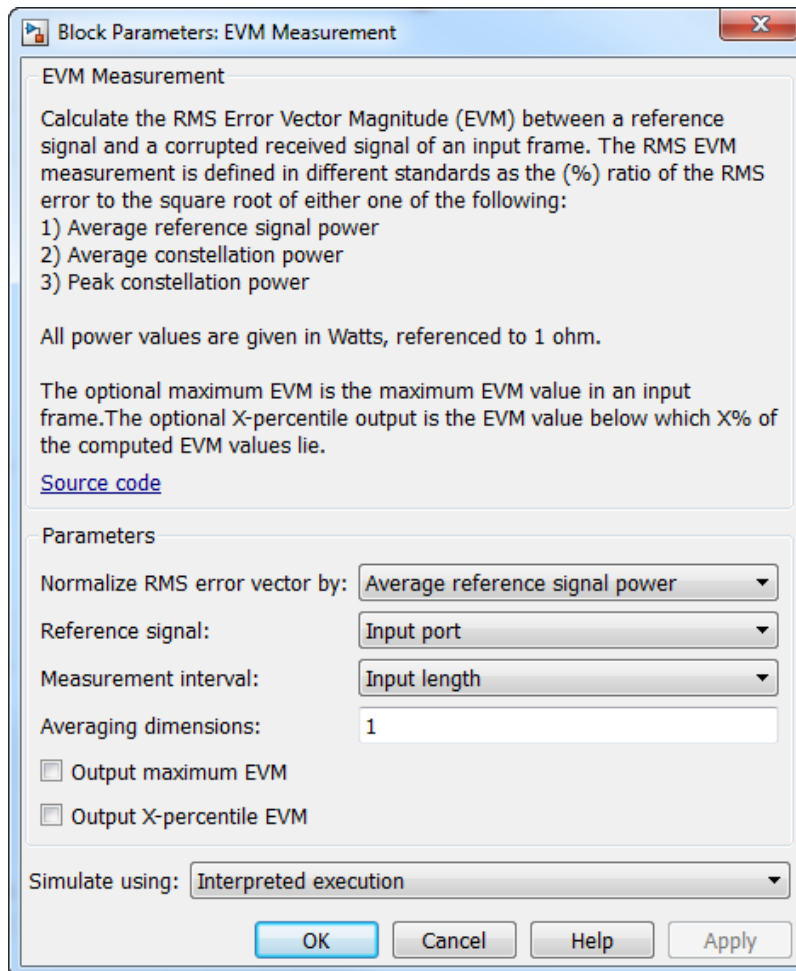 Block Parameters: EVM Measurement
EVM Measurement
Calculate the RMS Error Vector Magnitude (EVM) between a reference
signal and a corrupted received signal of an input frame. The RMS EVM
measurement is defined in different standards as the (%) ratio of the RMS
error to the square root of either one of the following:
1) Average reference signal power
2) Average constellation power
3) Peak constellation power
All power values are given in Watts, referenced to 1 ohm.
The optional maximum EVM is the maximum EVM value in an input
frame.The optional X-percentile output is the EVM value below which X% of
the computed EVM values lie.
Source code
Parameters
Normalize RMS error vector by: Average reference signal power
Reference signal: Input port
Measurement interval: Input length
Averaging dimensions: 1
Output maximum EVM
Output X-percentile EVM
Simulate using: Interpreted execution
OK Cancel Help Apply